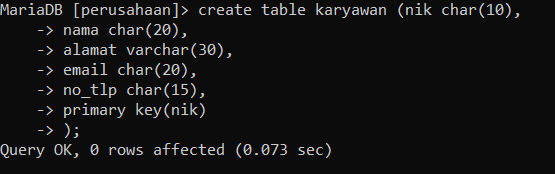 MariaDB [perusahaan]> create table karyawan (nik char(10),
    -> nama char(20),
    -> alamat varchar(30),
    -> email char(20),
    -> no_tlp char(15),
    -> primary key(nik)
    -> );
Query OK, 0 rows affected (0.073 sec)